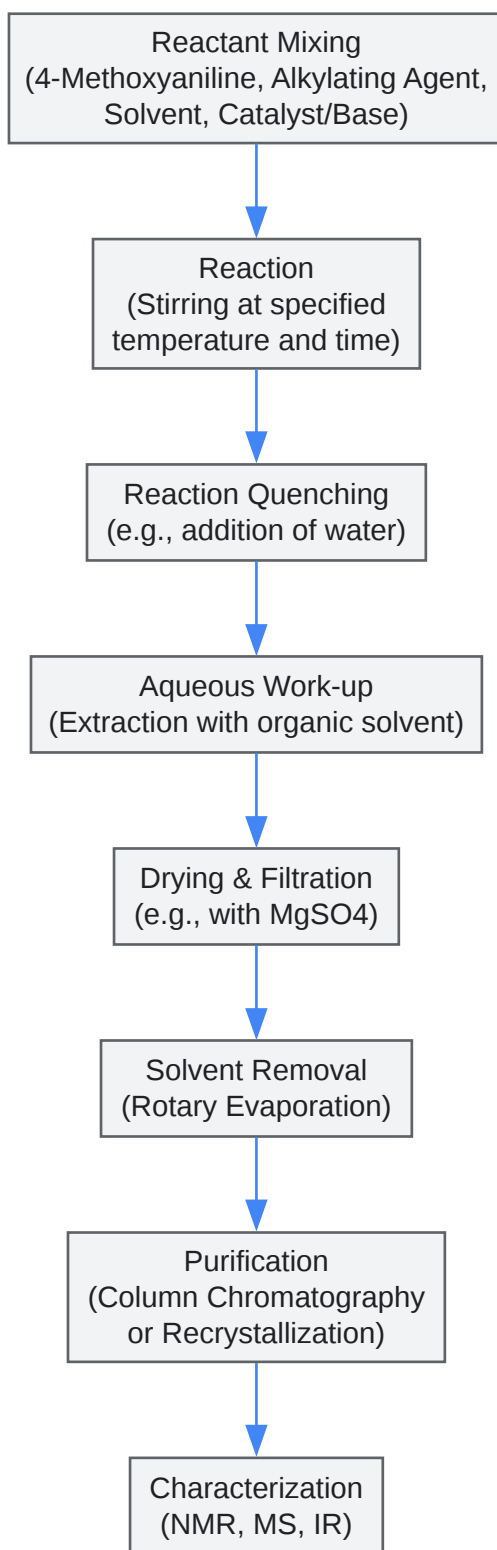 Reactant Mixing
(4-Methoxyaniline, Alkylating Agent,
Solvent, Catalyst/Base)
Reaction
(Stirring at specified
temperature and time)
Reaction Quenching
(e.g., addition of water)
Aqueous Work-up
(Extraction with organic solvent)
Drying & Filtration
(e.g., with MgSO4)
Solvent Removal
(Rotary Evaporation)
Purification
(Column Chromatography
or Recrystallization)
Characterization
(NMR, MS, IR)